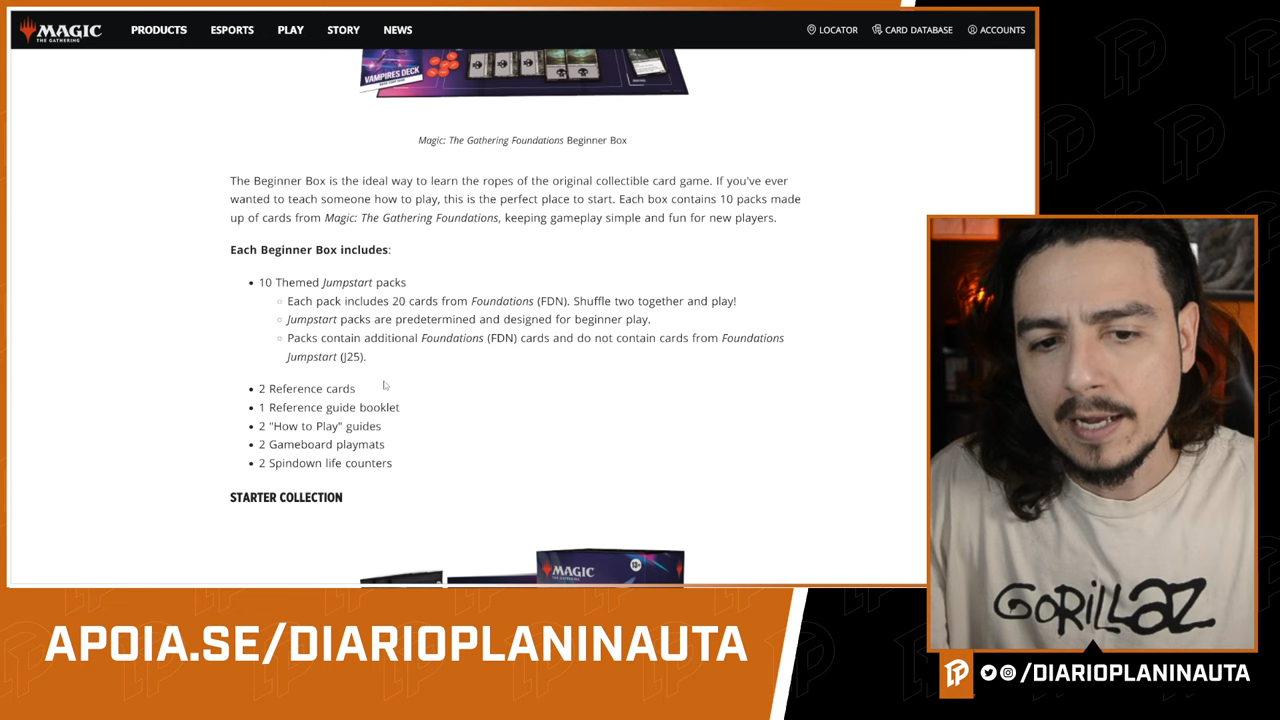 MAGIC
THE GATHERING
PRODUCTS ESPORTS PLAY STORY NEWS
LOCATOR CARD DATABASE ACCOUNTS
VAMPIRES DECK
Magic: The Gathering Foundations Beginner Box
The Beginner Box is the ideal way to learn the ropes of the original collectible card game. If you've ever
wanted to teach someone how to play, this is the perfect place to start. Each box contains 10 packs made
up of cards from Magic: The Gathering Foundations, keeping gameplay simple and fun for new players.
Each Beginner Box includes:
• 10 Themed Jumpstart packs
○ Each pack includes 20 cards from Foundations (FDN). Shuffle two together and play!
○ Jumpstart packs are predetermined and designed for beginner play.
○ Packs contain additional Foundations (FDN) cards and do not contain cards from Foundations
Jumpstart (J25).
• 2 Reference cards
• 1 Reference guide booklet
• 2 "How to Play" guides
• 2 Gameboard playmats
• 2 Spindown life counters
STARTER COLLECTION
MAGIC
13+
GORILLAZ
APOIA.SE/DIARIOPLANINAUTA
/DIARIOPLANINAUTA